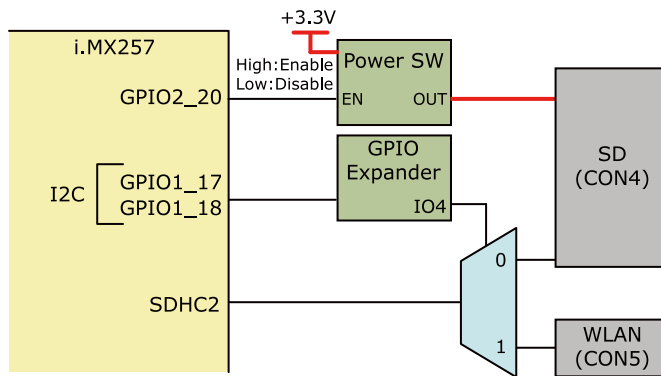 +3.3V
i.MX257
High:Enable
Low:Disable
Power SW
GPIO2_20
EN
OUT
GPIO
Expander
SD
(CON4)
I2C
GPIO1_17
GPIO1_18
IO4
0
SDHC2
1
WLAN
(CON5)